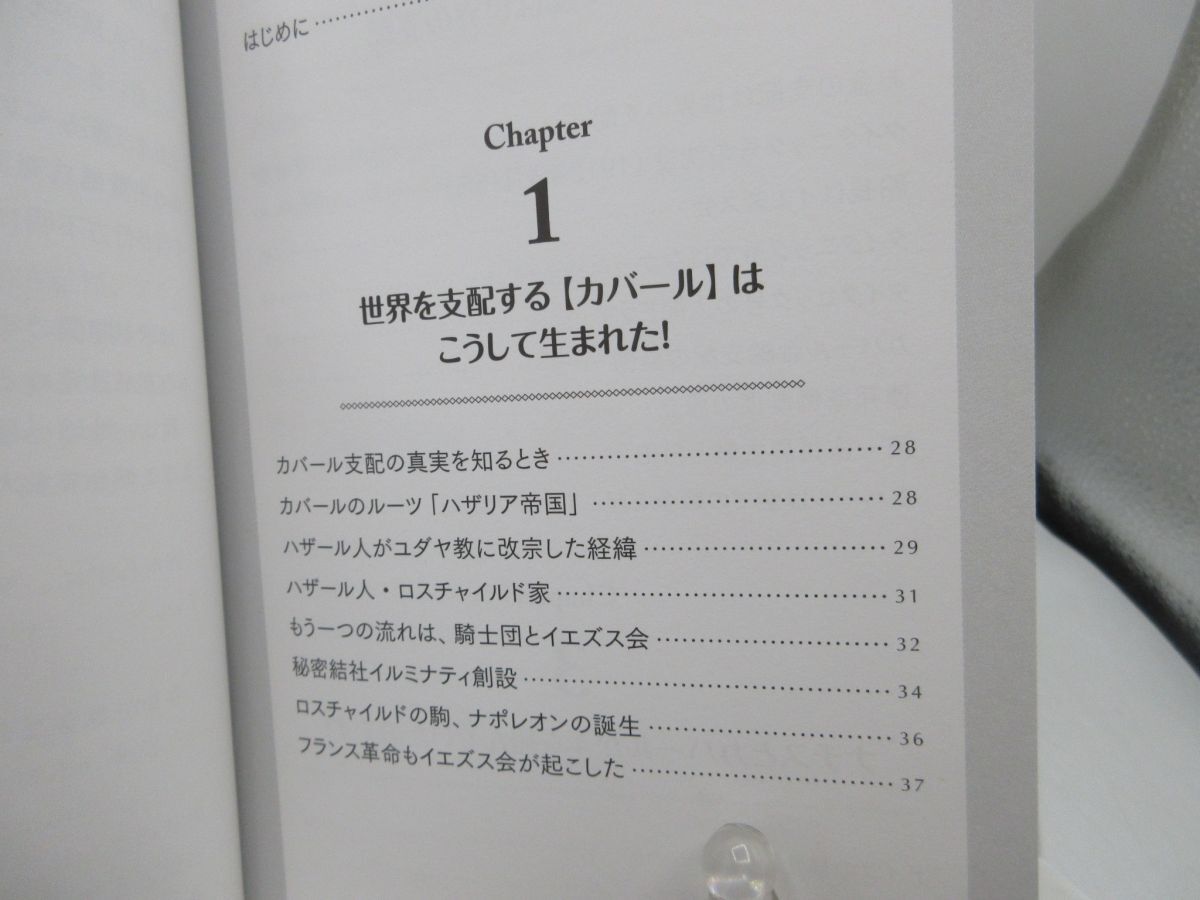 はじめに ……………
Chapter
1
世界を支配する【カバール】は
こうして生まれた!
カバール支配の真実を知るとき …………………………… 28
カバールのルーツ「ハザリア帝国」 …………………………… 28
ハザール人がユダヤ教に改宗した経緯 …………………………… 29
ハザール人・ロスチャイルド家 …………………………… 31
もう一つの流れは、騎士団とイエズス会 …………………………… 32
秘密結社イルミナティ創設 …………………………… 34
ロスチャイルドの駒、ナポレオンの誕生 …………………………… 36
フランス革命もイエズス会が起こした …………………………… 37